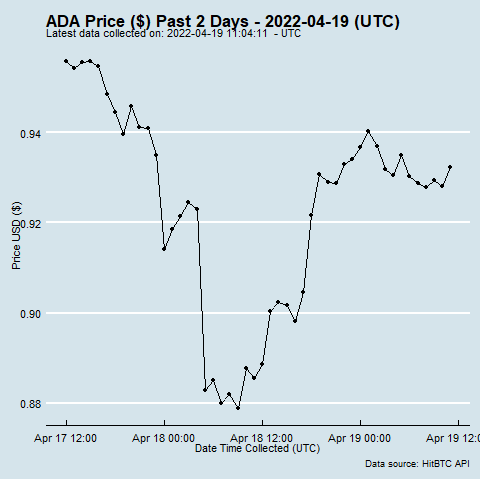 ADA Price ($) Past 2 Days - 2022-04-19 (UTC)
Latest data collected on: 2022-04-19 11:04:11  - UTC
0.94
0.92
Price USD ($)
0.90
0.88
Apr 17 12:00 Apr 18 00:00 Apr 18 12:00 Apr 19 00:00 Apr 19 12:
Date Time Collected (UTC)
Data source: HitBTC API